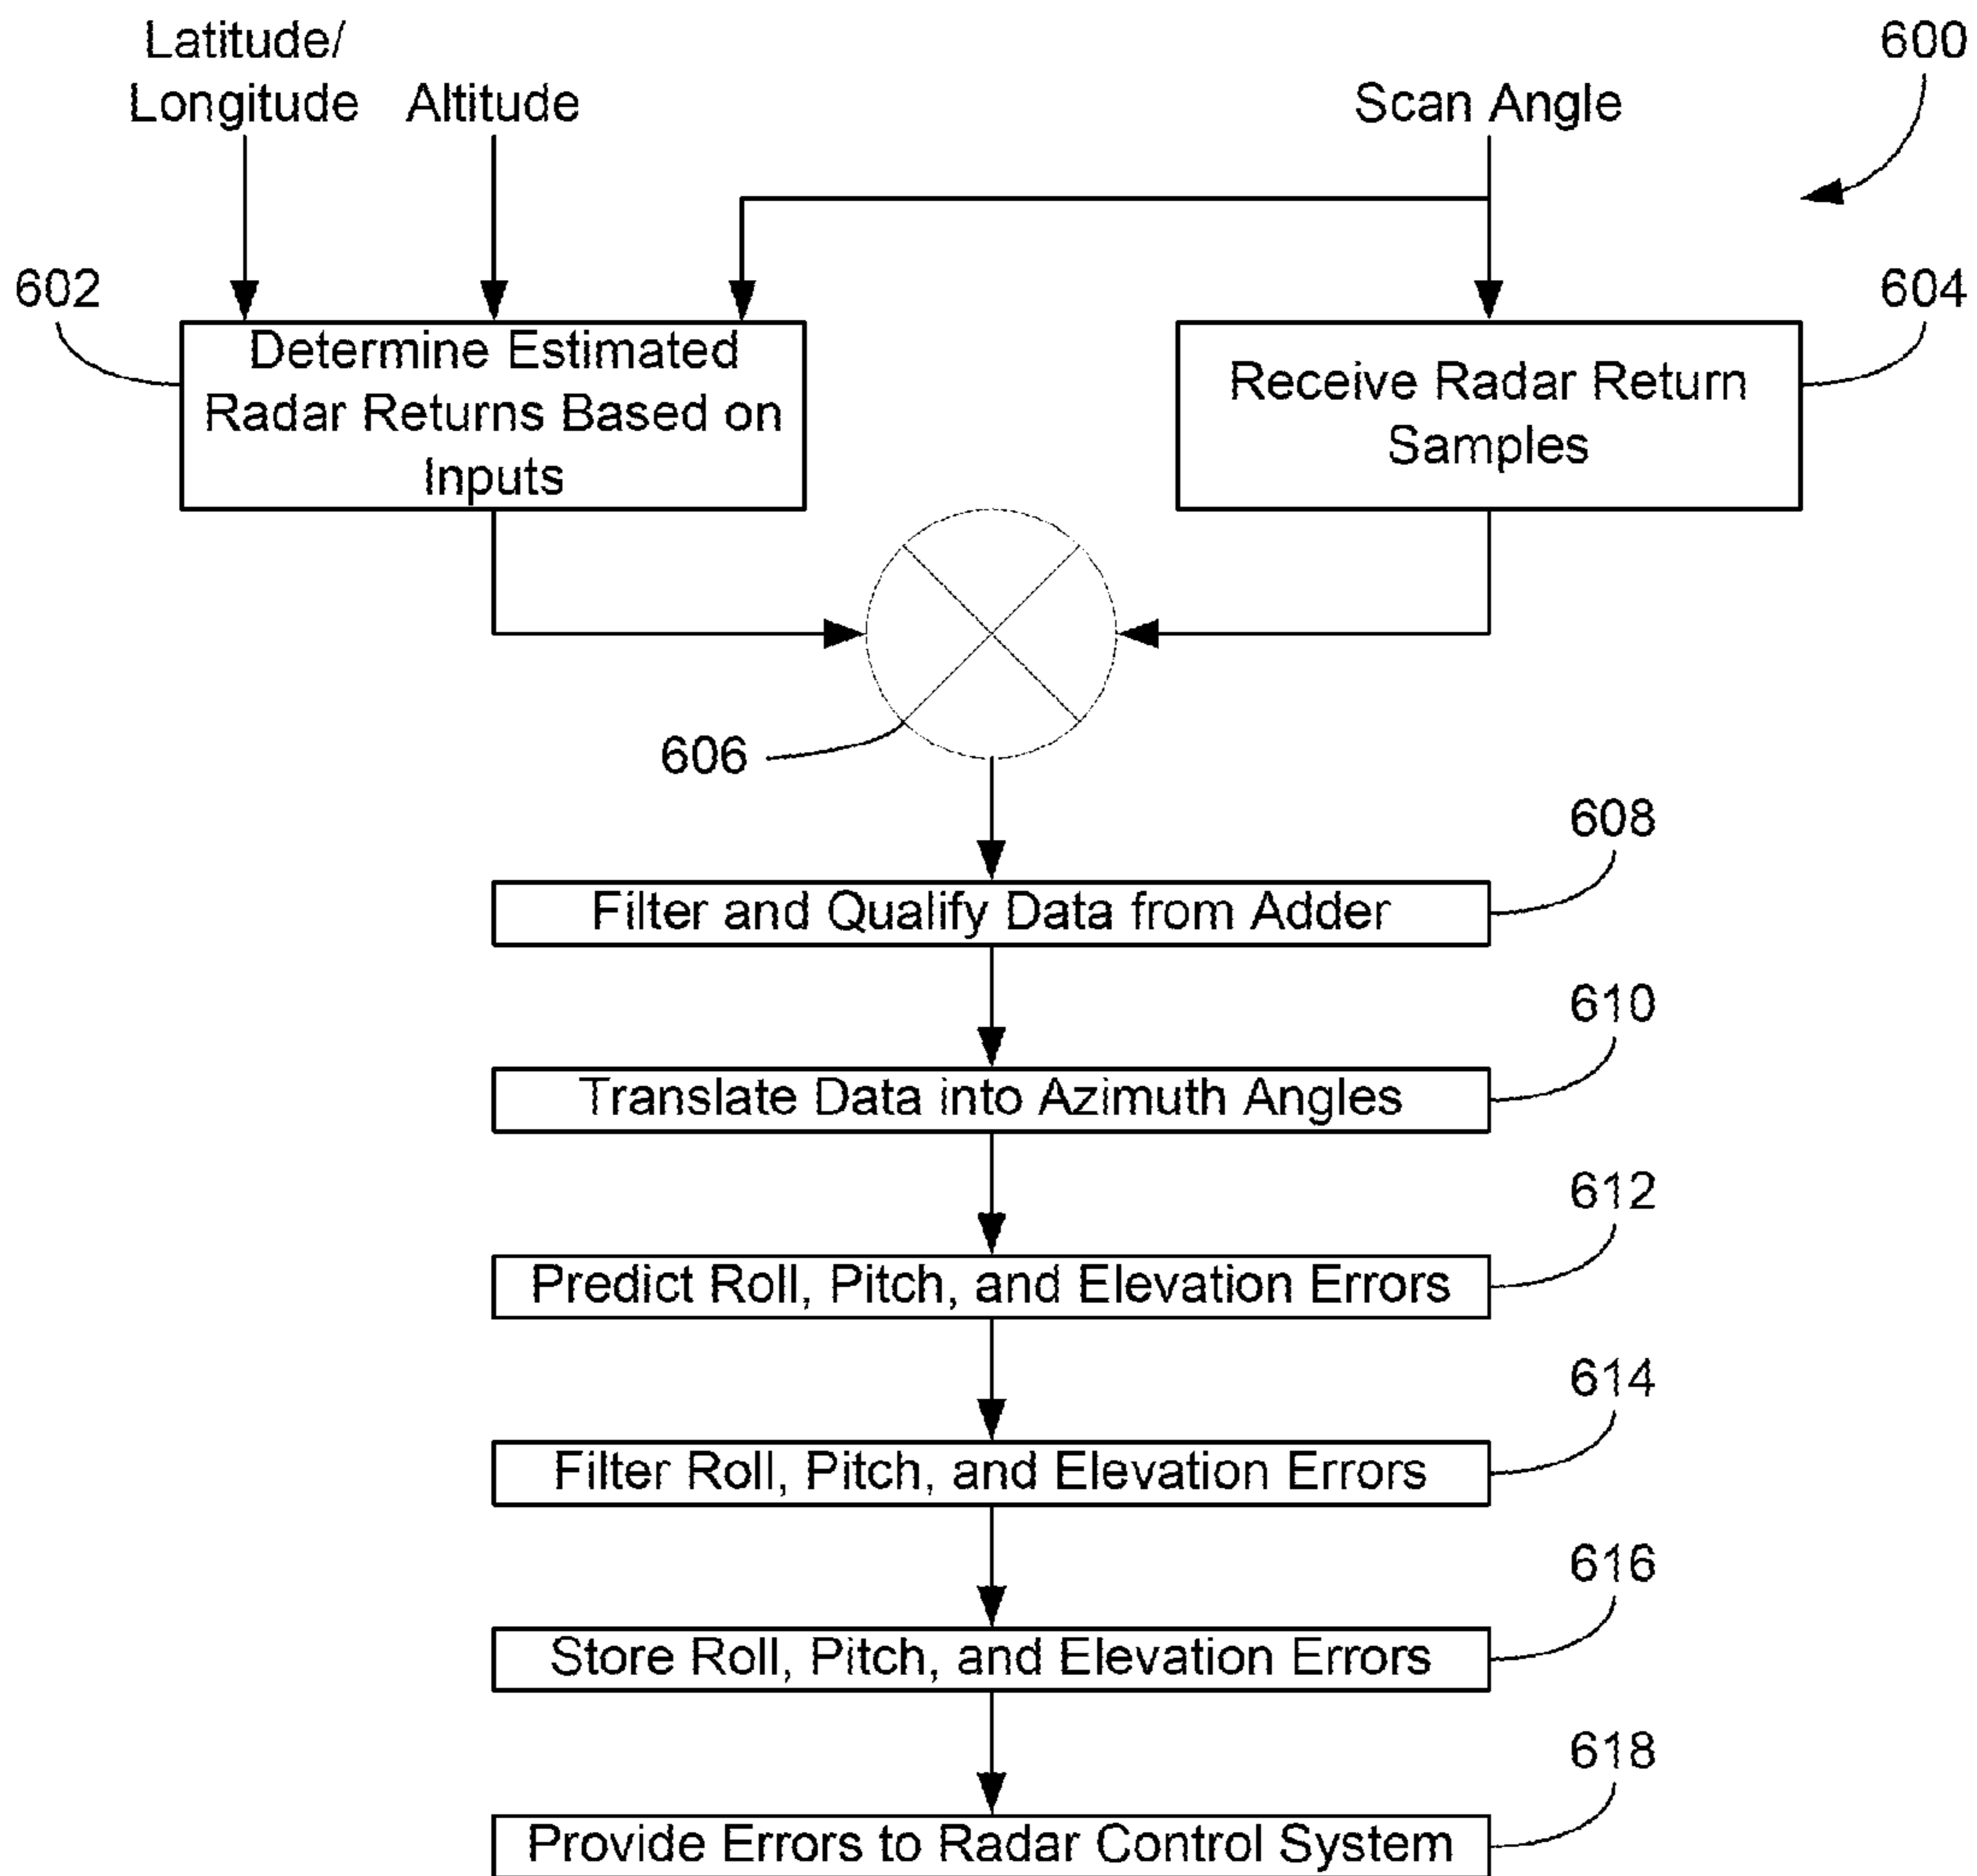 Latitude/
Longitude
Altitude
Scan Angle
600
602
604
Determine Estimated
Radar Returns Based on
Inputs
Receive Radar Return
Samples
606
608
Filter and Qualify Data from Adder
610
Translate Data into Azimuth Angles
612
Predict Roll, Pitch, and Elevation Errors
614
Filter Roll, Pitch, and Elevation Errors
616
Store Roll, Pitch, and Elevation Errors
618
Provide Errors to Radar Control System